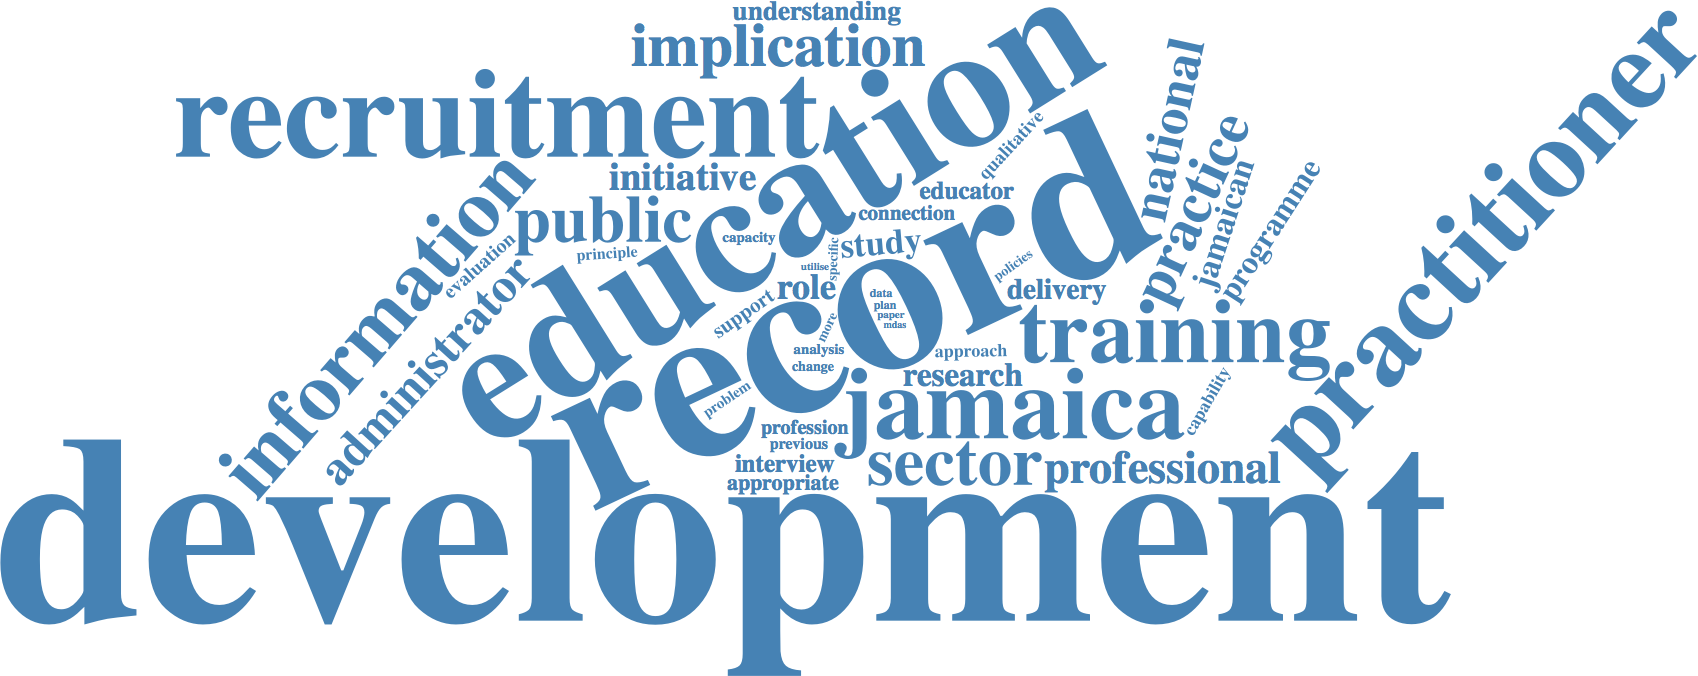 understanding
implication
education
recruitment
national
practitioner
qualitative
practice
initiative
educator
jamaican
programme
public
connection
record
information
capacity
study
principle
specific
evaluation
utilise
policies
administrator
role
delivery
support
data
plan
paper
mdas
more
training
analysis
approach
change
research
problem
jamaica
capability
profession
previous
interview
sector
professional
appropriate
development